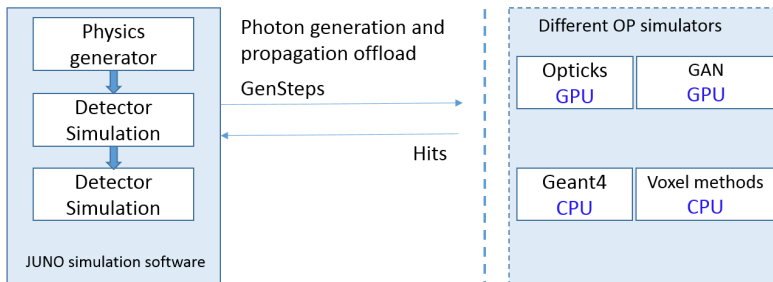 Physics
generator
Detector
Simulation
Detector
Simulation
JUNO simulation software
Photon generation and
propagation offload
GenSteps
Hits
Different OP simulators
Opticks
GPU
GAN
GPU
Geant4
CPU
Voxel methods
CPU